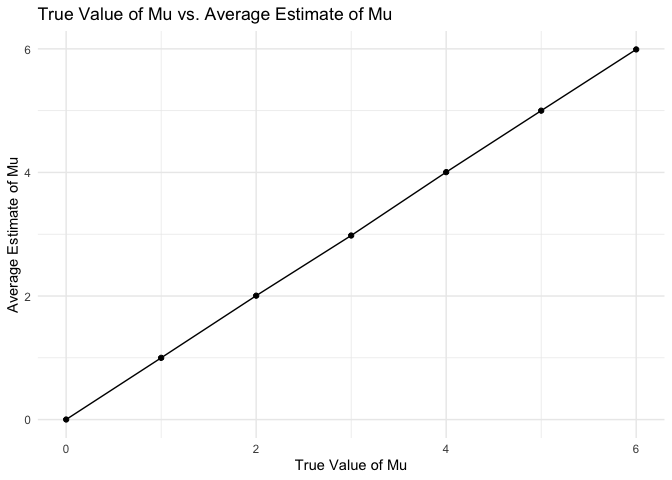 True Value of Mu vs. Average Estimate of Mu
6
4
2
0
Average Estimate of Mu
0 2 4 6
True Value of Mu